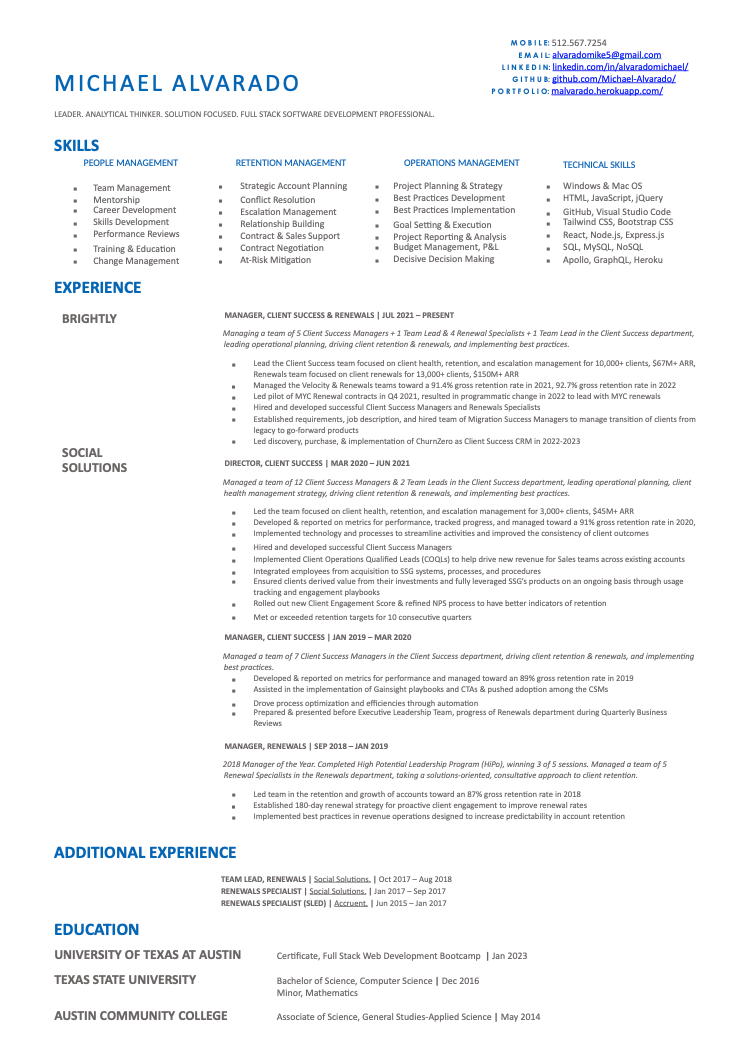 MOBILE: 512.567.7254
EMAIL: alvaradomike5@gmail.com
LINKEDIN: linkedin.com/in/alvaradomichael/
GITHUB: github.com/Michael-Alvarado/
PORTFOLIO: malvarado.herokuapp.com/
MICHAEL ALVARADO
LEADER. ANALYTICAL THINKER. SOLUTION FOCUSED. FULL STACK SOFTWARE DEVELOPMENT PROFESSIONAL.
SKILLS
PEOPLE MANAGEMENT
▪ Team Management
▪ Mentorship
▪ Career Development
▪ Skills Development
▪ Performance Reviews
▪ Training & Education
▪ Change Management
RETENTION MANAGEMENT
▪ Strategic Account Planning
▪ Conflict Resolution
▪ Escalation Management
▪ Relationship Building
▪ Contract & Sales Support
▪ Contract Negotiation
▪ At-Risk Mitigation
OPERATIONS MANAGEMENT
▪ Project Planning & Strategy
▪ Best Practices Development
▪ Best Practices Implementation
▪ Goal Setting & Execution
▪ Project Reporting & Analysis
▪ Budget Management, P&L
▪ Decisive Decision Making
TECHNICAL SKILLS
▪ Windows & Mac OS
▪ HTML, JavaScript, jQuery
▪ GitHub, Visual Studio Code
▪ Tailwind CSS, Bootstrap CSS
▪ React, Node.js, Express.js
▪ SQL, MySQL, NoSQL
▪ Apollo, GraphQL, Heroku
EXPERIENCE
BRIGHTLY
MANAGER, CLIENT SUCCESS & RENEWALS | JUL 2021 – PRESENT
Managing a team of 5 Client Success Managers + 1 Team Lead & 4 Renewal Specialists + 1 Team Lead in the Client Success department,
leading operational planning, driving client retention & renewals, and implementing best practices.
▪ Lead the Client Success team focused on client health, retention, and escalation management for 10,000+ clients, $67M+ ARR,
Renewals team focused on client renewals for 13,000+ clients, $150M+ ARR
▪ Managed the Velocity & Renewals teams toward a 91.4% gross retention rate in 2021, 92.7% gross retention rate in 2022
▪ Led pilot of MYC Renewal contracts in Q4 2021, resulted in programmatic change in 2022 to lead with MYC renewals
▪ Hired and developed successful Client Success Managers and Renewals Specialists
▪ Established requirements, job description, and hired team of Migration Success Managers to manage transition of clients from
legacy to go-forward products
▪ Led discovery, purchase, & implementation of ChurnZero as Client Success CRM in 2022-2023
SOCIAL
SOLUTIONS
DIRECTOR, CLIENT SUCCESS | MAR 2020 – JUN 2021
Managed a team of 12 Client Success Managers & 2 Team Leads in the Client Success department, leading operational planning, client
health management strategy, driving client retention & renewals, and implementing best practices.
▪ Led the team focused on client health, retention, and escalation management for 3,000+ clients, $45M+ ARR
▪ Developed & reported on metrics for performance, tracked progress, and managed toward a 91% gross retention rate in 2020,
▪ Implemented technology and processes to streamline activities and improved the consistency of client outcomes
▪ Hired and developed successful Client Success Managers
▪ Implemented Client Operations Qualified Leads (COQLs) to help drive new revenue for Sales teams across existing accounts
▪ Integrated employees from acquisition to SSG systems, processes, and procedures
▪ Ensured clients derived value from their investments and fully leveraged SSG's products on an ongoing basis through usage
tracking and engagement playbooks
▪ Rolled out new Client Engagement Score & refined NPS process to have better indicators of retention
▪ Met or exceeded retention targets for 10 consecutive quarters
MANAGER, CLIENT SUCCESS | JAN 2019 – MAR 2020
Managed a team of 7 Client Success Managers in the Client Success department, driving client retention & renewals, and implementing
best practices.
▪ Developed & reported on metrics for performance and managed toward an 89% gross retention rate in 2019
▪ Assisted in the implementation of Gainsight playbooks and CTAs & pushed adoption among the CSMs
▪ Drove process optimization and efficiencies through automation
▪ Prepared & presented before Executive Leadership Team, progress of Renewals department during Quarterly Business
Reviews
MANAGER, RENEWALS | SEP 2018 – JAN 2019
2018 Manager of the Year. Completed High Potential Leadership Program (HiPo), winning 3 of 5 sessions. Managed a team of 5
Renewal Specialists in the Renewals department, taking a solutions-oriented, consultative approach to client retention.
▪ Led team in the retention and growth of accounts toward an 87% gross retention rate in 2018
▪ Established 180-day renewal strategy for proactive client engagement to improve renewal rates
▪ Implemented best practices in revenue operations designed to increase predictability in account retention
ADDITIONAL EXPERIENCE
TEAM LEAD, RENEWALS | Social Solutions, | Oct 2017 – Aug 2018
RENEWALS SPECIALIST | Social Solutions, | Jan 2017 – Sep 2017
RENEWALS SPECIALIST (SLED) | Accruent, | Jun 2015 – Jan 2017
EDUCATION
UNIVERSITY OF TEXAS AT AUSTIN Certificate, Full Stack Web Development Bootcamp | Jan 2023
TEXAS STATE UNIVERSITY Bachelor of Science, Computer Science | Dec 2016
Minor, Mathematics
AUSTIN COMMUNITY COLLEGE Associate of Science, General Studies-Applied Science | May 2014